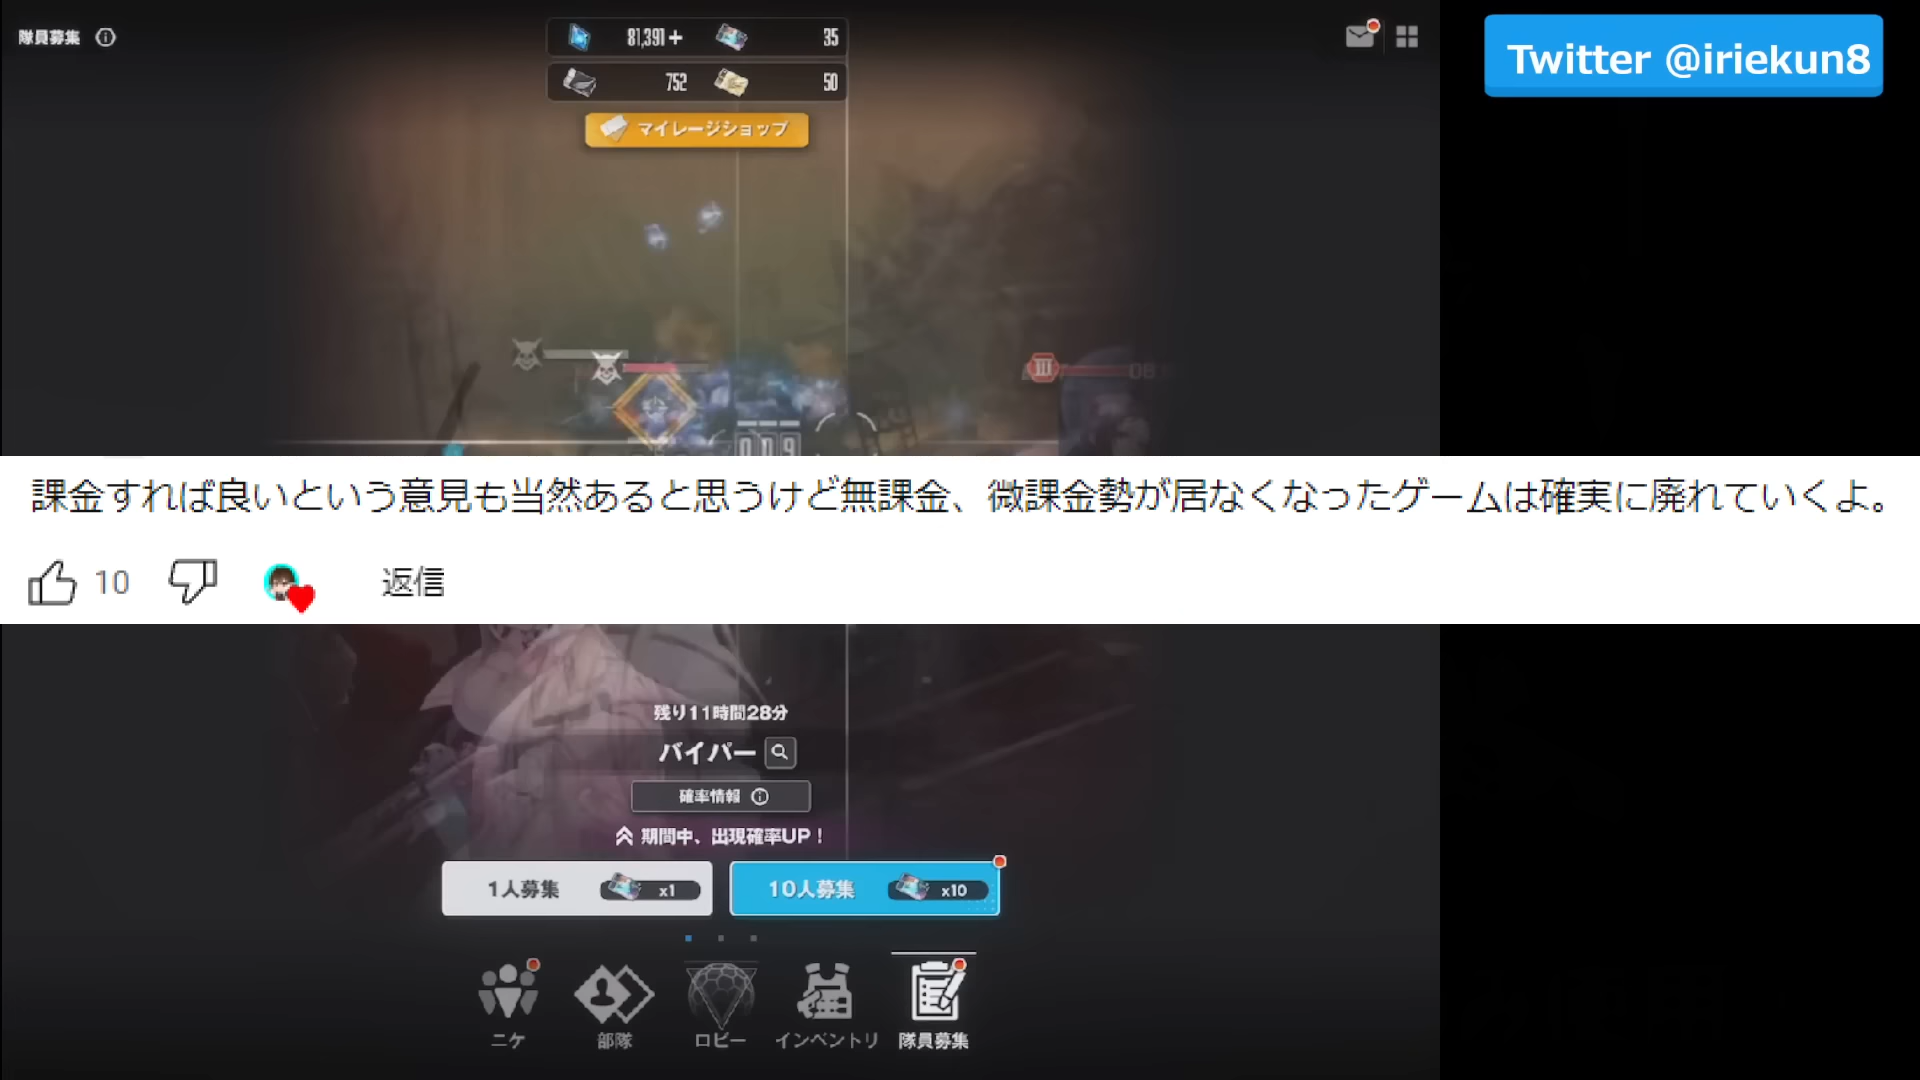 隊員募集
81,391+ 35
752 50
マイレージショップ
Twitter @iriekun8
III 08
009
課金すれば良いという意見も当然あると思うけど無課金、微課金勢が居なくなったゲームは確実に廃れていくよ。
10 返信
残り11時間28分
バイパー
確率情報
期間中、出現確率UP！
1人募集 x1
10人募集 x10
ニケ 部隊 ロビー インベントリ 隊員募集